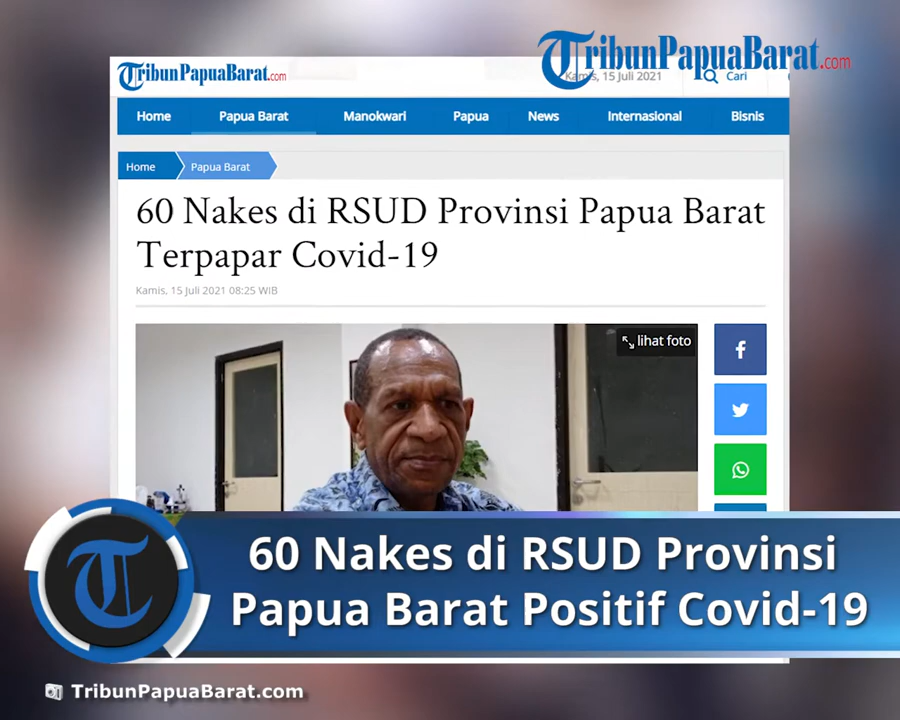 TribunPapuaBarat.com
TribunPapuaBarat.com
Kamis, 15 Juli 2021
Cari
Home Papua Barat Manokwari Papua News Internasional Bisnis
Home Papua Barat
60 Nakes di RSUD Provinsi Papua Barat
Terpapar Covid-19
Kamis, 15 Juli 2021 08:25 WIB
lihat foto
60 Nakes di RSUD Provinsi
Papua Barat Positif Covid-19
TribunPapuaBarat.com